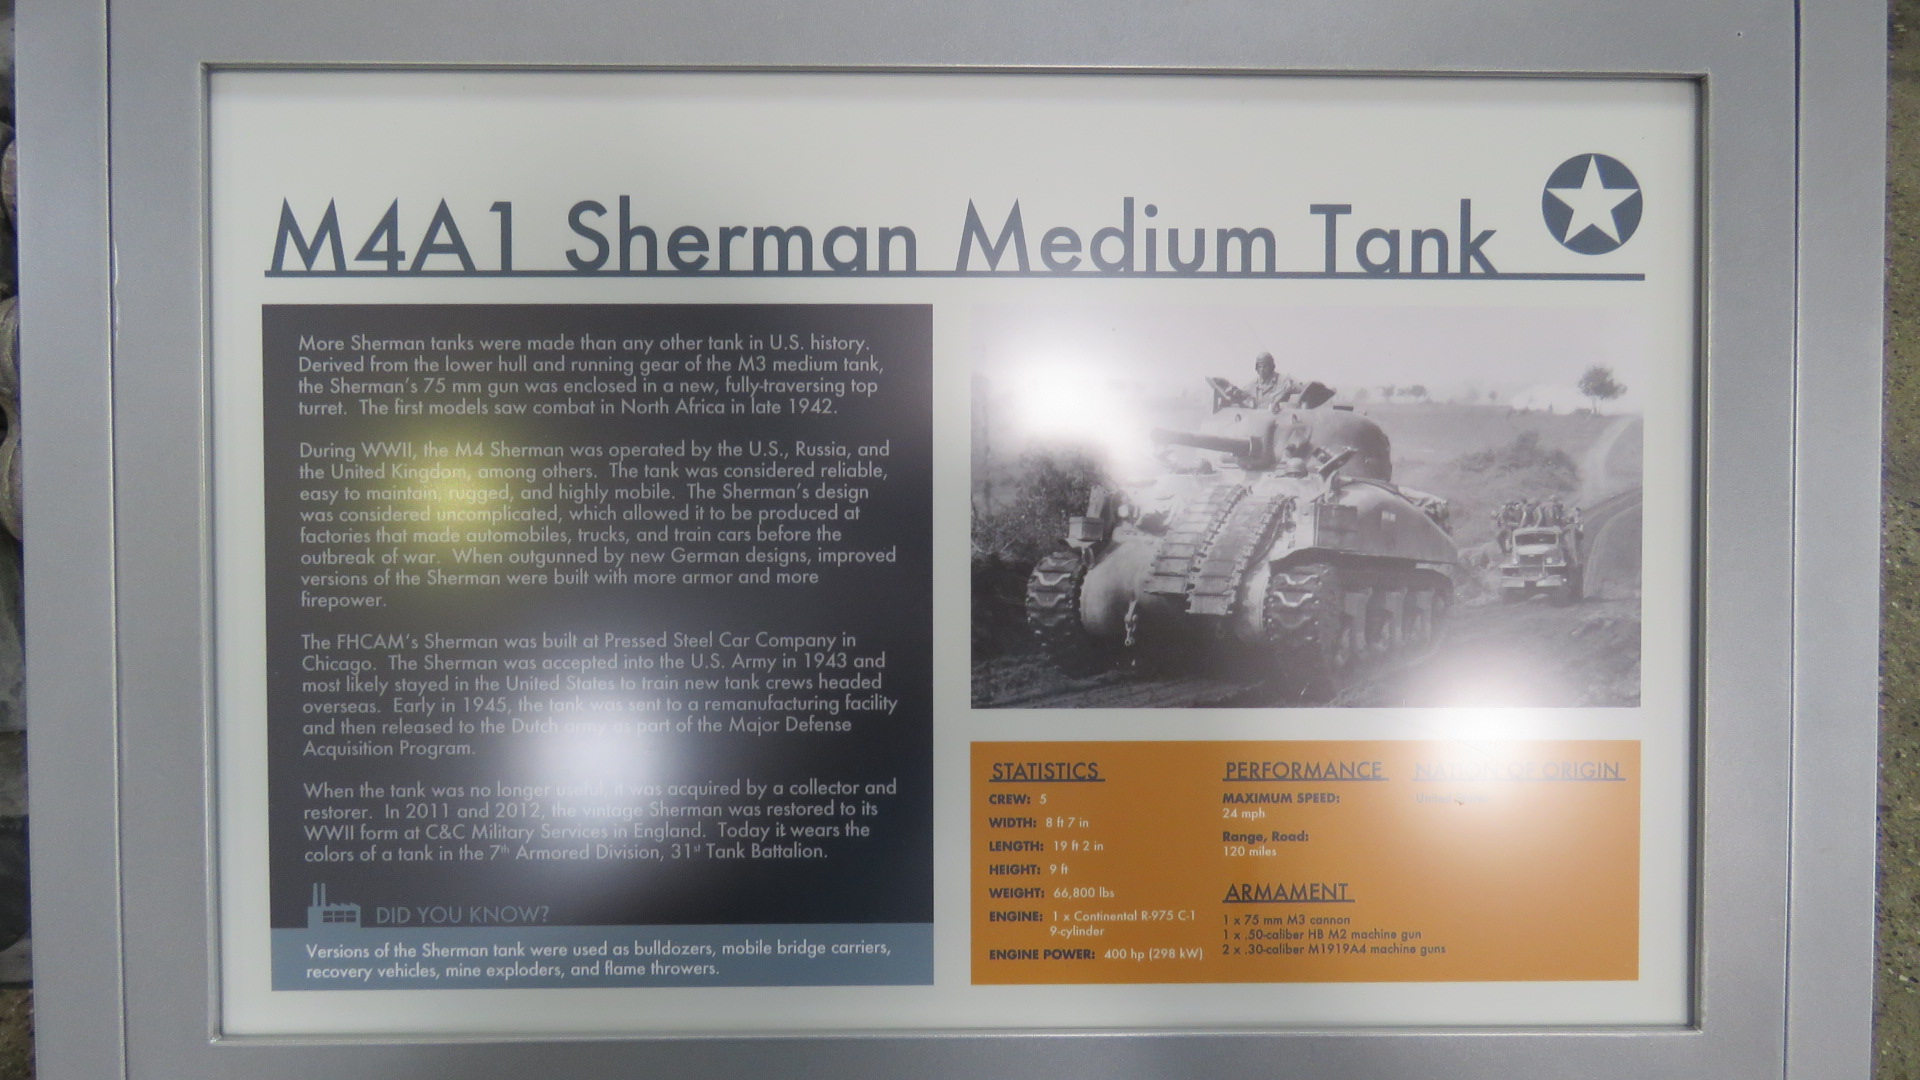 M4A1 Sherman Medium Tank
More Sherman tanks were made than any other tank in U.S. history.
Derived from the lower hull and running gear of the M3 medium tank,
the Sherman's 75 mm gun was enclosed in a new, fully-traversing top
turret. The first models saw combat in North Africa in late 1942.
During WWII, the M4 Sherman was operated by the U.S., Russia, and
the United Kingdom, among others. The tank was considered reliable,
easy to maintain, rugged, and highly mobile. The Sherman's design
was considered uncomplicated, which allowed it to be produced at
factories that made automobiles, trucks, and train cars before the
outbreak of war. When outgunned by new German designs, improved
versions of the Sherman were built with more armor and more
firepower.
The FHCAM's Sherman was built at Pressed Steel Car Company in
Chicago. The Sherman was accepted into the U.S. Army in 1943 and
most likely stayed in the United States to train new tank crews headed
overseas. Early in 1945, the tank was sent to a remanufacturing facility
and then released to the Dutch army as part of the Major Defense
Acquisition Program.
When the tank was no longer useful, it was acquired by a collector and
restorer. In 2011 and 2012, the vintage Sherman was restored to its
WWII form at C&C Military Services in England. Today it wears the
colors of a tank in the 7th Armored Division, 31st Tank Battalion.
DID YOU KNOW?
Versions of the Sherman tank were used as bulldozers, mobile bridge carriers,
recovery vehicles, mine exploders, and flame throwers.
STATISTICS
CREW: 5
WIDTH: 8 ft 7 in
LENGTH: 19 ft 2 in
HEIGHT: 9 ft
WEIGHT: 66,800 lbs
ENGINE: 1 x Continental R-975 C-1
9-cylinder
ENGINE POWER: 400 hp (298 kW)
PERFORMANCE
MAXIMUM SPEED:
24 mph
Range, Road:
120 miles
ARMAMENT
1 x 75 mm M3 cannon
1 x .50-caliber HB M2 machine gun
2 x .30-caliber M1919A4 machine guns
NATION OF ORIGIN